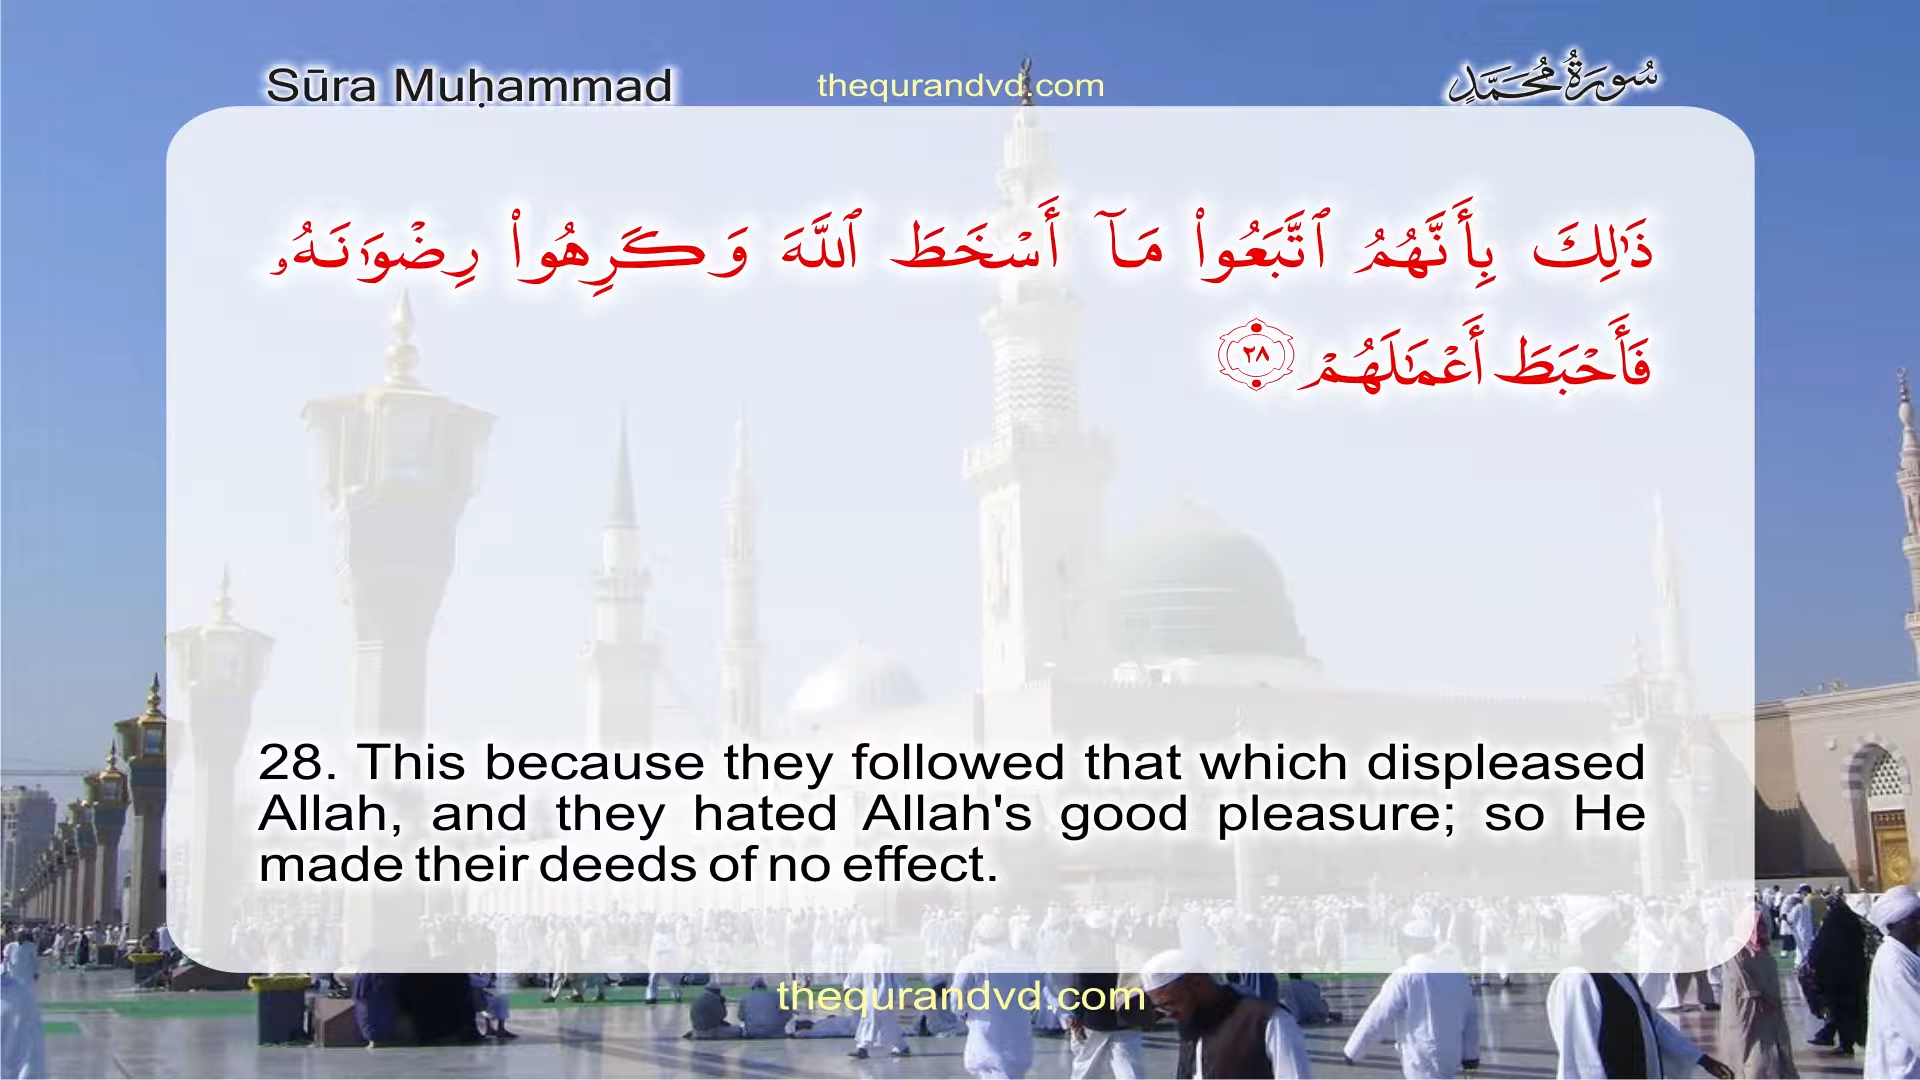 Sūra Muḥammad
thequrandvd.com
سُورَةُ مُحَمَّدٍ
ذَٰلِكَ بِأَنَّهُمُ ٱتَّبَعُوا۟ مَآ أَسْخَطَ ٱللَّهَ وَكَرِهُوا۟ رِضْوَٰنَهُۥ
فَأَحْبَطَ أَعْمَٰلَهُمْ ٢٨
28. This because they followed that which displeased
Allah, and they hated Allah's good pleasure; so He
made their deeds of no effect.
thequrandvd.com